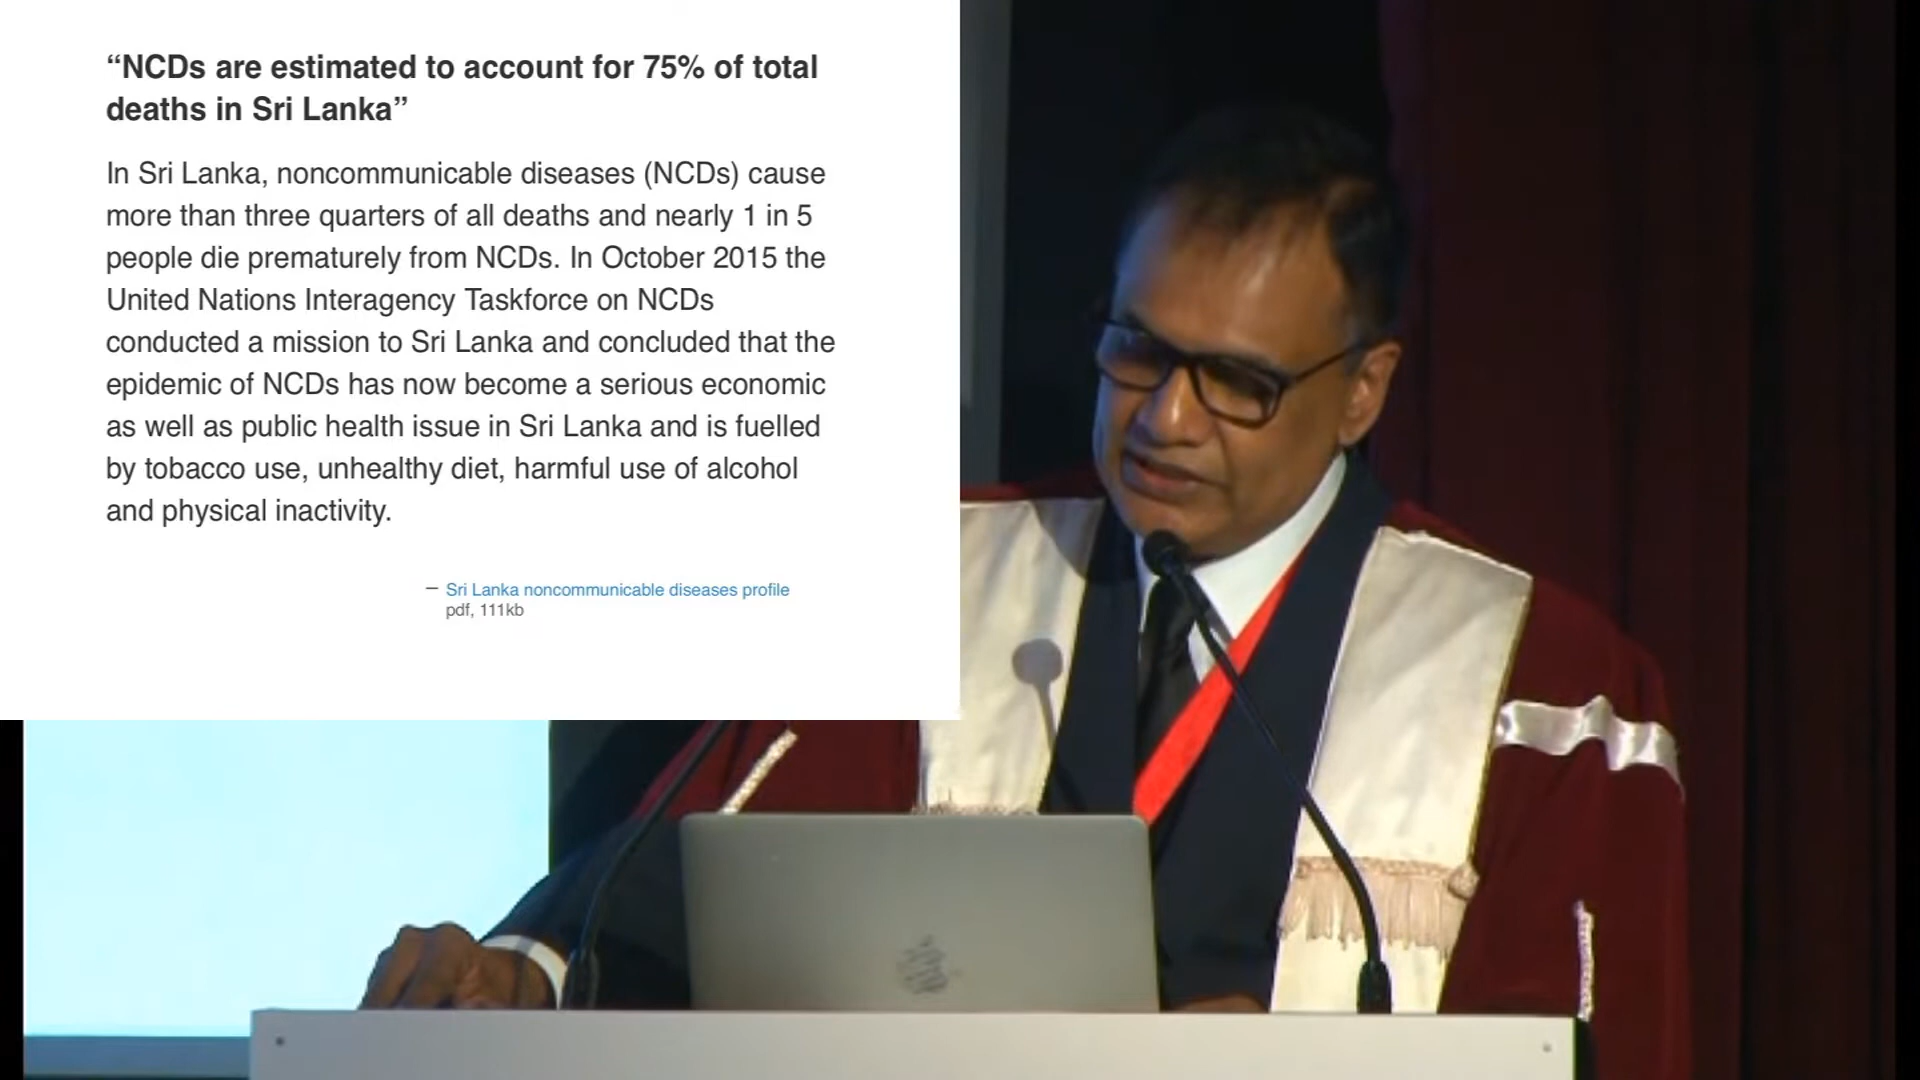 “NCDs are estimated to account for 75% of total
deaths in Sri Lanka”
In Sri Lanka, noncommunicable diseases (NCDs) cause
more than three quarters of all deaths and nearly 1 in 5
people die prematurely from NCDs. In October 2015 the
United Nations Interagency Taskforce on NCDs
conducted a mission to Sri Lanka and concluded that the
epidemic of NCDs has now become a serious economic
as well as public health issue in Sri Lanka and is fuelled
by tobacco use, unhealthy diet, harmful use of alcohol
and physical inactivity.
– Sri Lanka noncommunicable diseases profile
pdf, 111kb